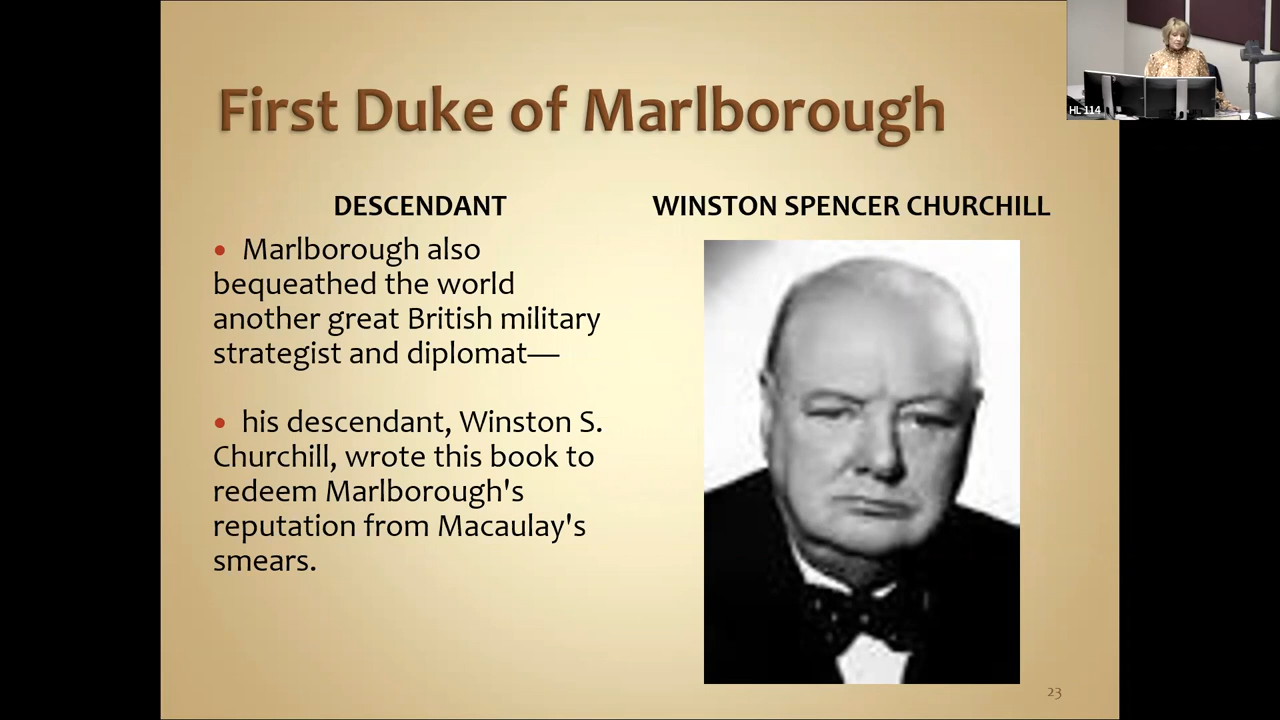 First Duke of Marlborough
DESCENDANT
• Marlborough also
bequeathed the world
another great British military
strategist and diplomat—
• his descendant, Winston S.
Churchill, wrote this book to
redeem Marlborough's
reputation from Macaulay's
smears.
WINSTON SPENCER CHURCHILL
23
HL 114